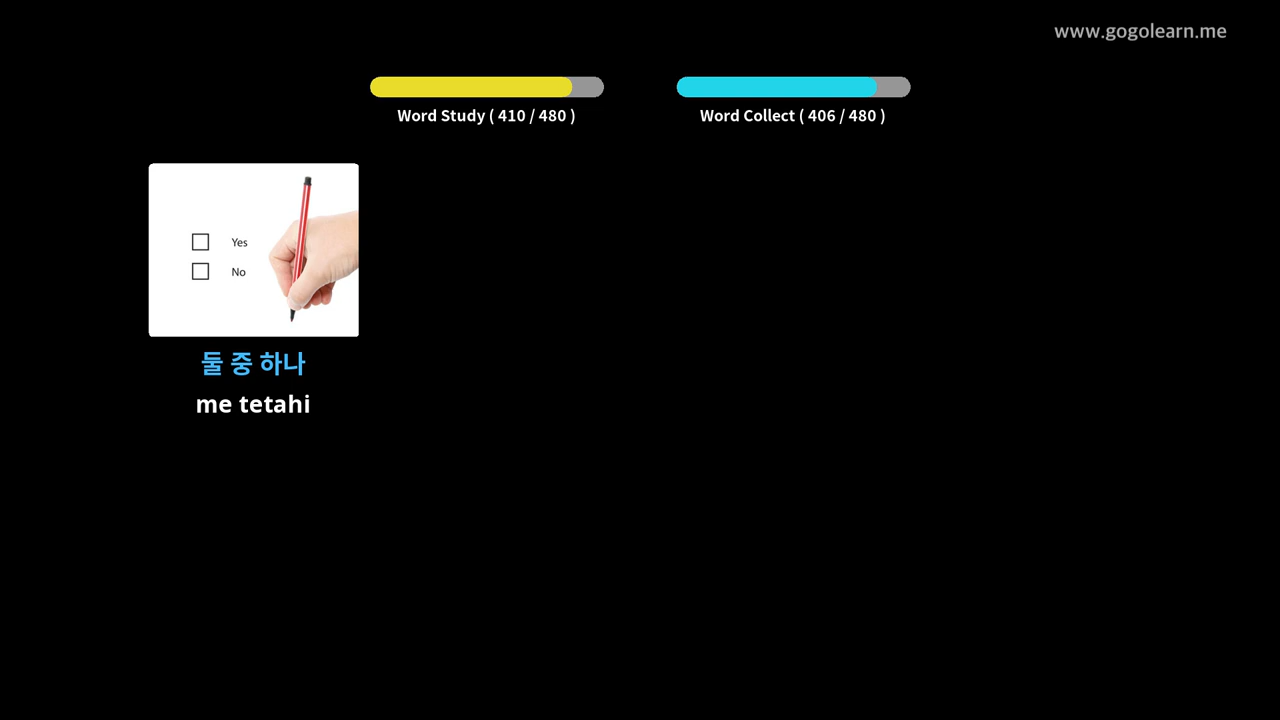 www.gogolearn.me
Word Study ( 410 / 480 )
Word Collect ( 406 / 480 )
Yes
No
둘 중 하나
me tetahi